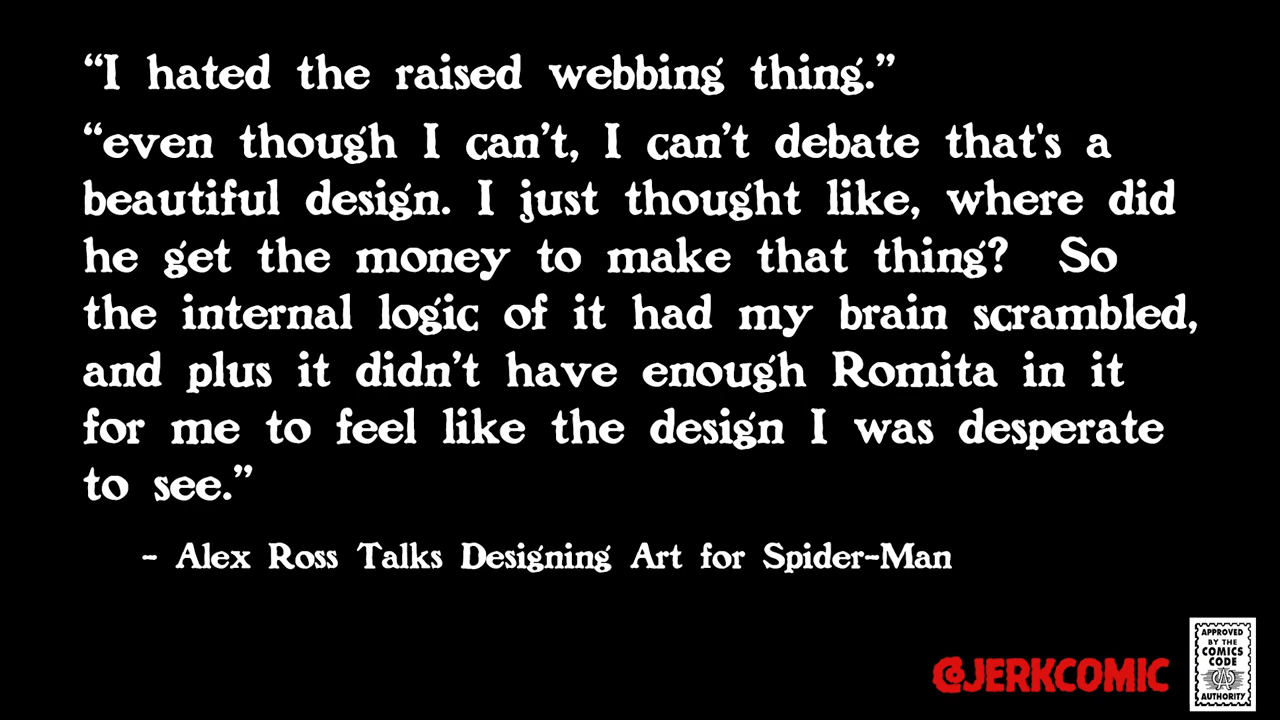 “I hated the raised webbing thing.”
“even though I can’t, I can’t debate that's a
beautiful design. I just thought like, where did
he get the money to make that thing?  So
the internal logic of it had my brain scrambled,
and plus it didn’t have enough Romita in it
for me to feel like the design I was desperate
to see.”
- Alex Ross Talks Designing Art for Spider-Man
@JERKCOMIC
APPROVED
BY THE
COMICS
CODE
CA
AUTHORITY